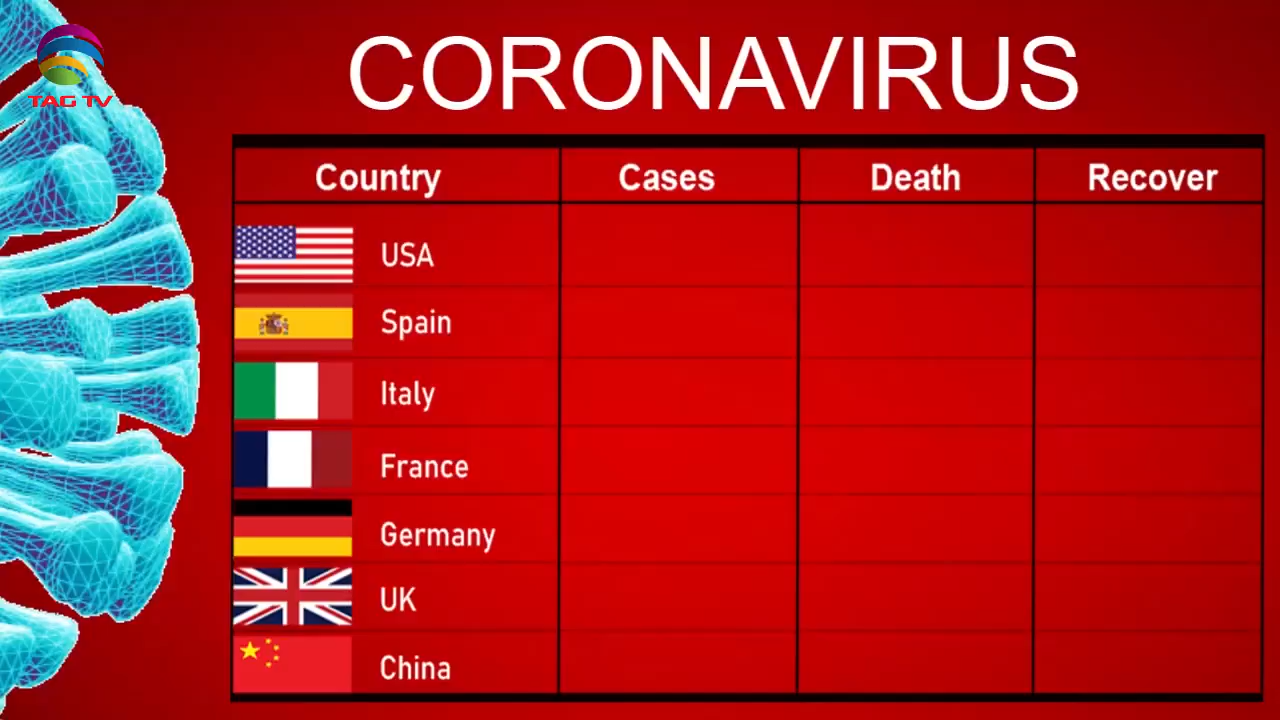 TAG TV
CORONAVIRUS
Country Cases Death Recover
USA
Spain
Italy
France
Germany
UK
China